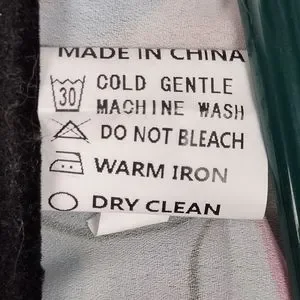 MADE IN CHINA
30 COLD GENTLE
MACHINE WASH
DO NOT BLEACH
WARM IRON
DRY CLEAN